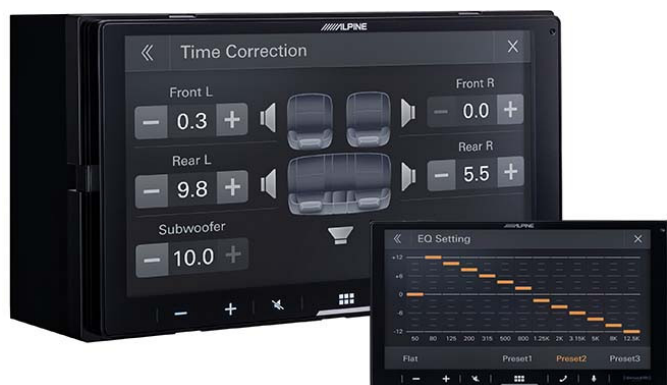 ALPINE
Time Correction
Front L
0.3
Front R
0.0
Rear L
9.8
Rear R
5.5
Subwoofer
10.0
ALPINE
EQ Setting
+12
+6
0
-6
-12
50 80 125 200 315 500 800 1.25K 2K 3.15K 5K 8K 12.5K
Flat Preset1 Preset2 Preset3